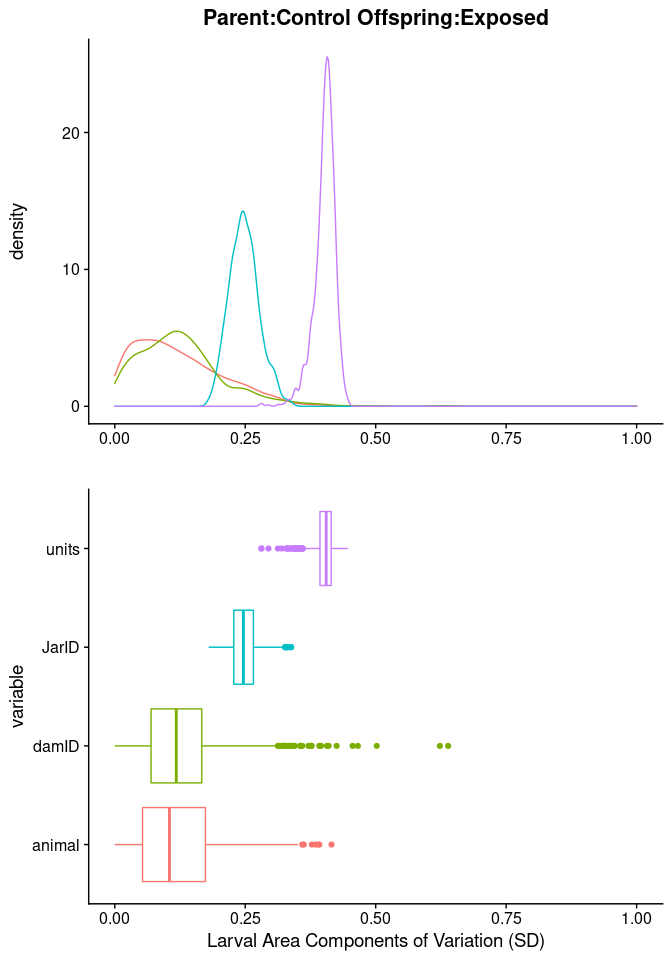 Parent:Control Offspring:Exposed
density
20
10
0
0.00 0.25 0.50 0.75 1.00
variable
units
JarID
damID
animal
0.00 0.25 0.50 0.75 1.00
Larval Area Components of Variation (SD)